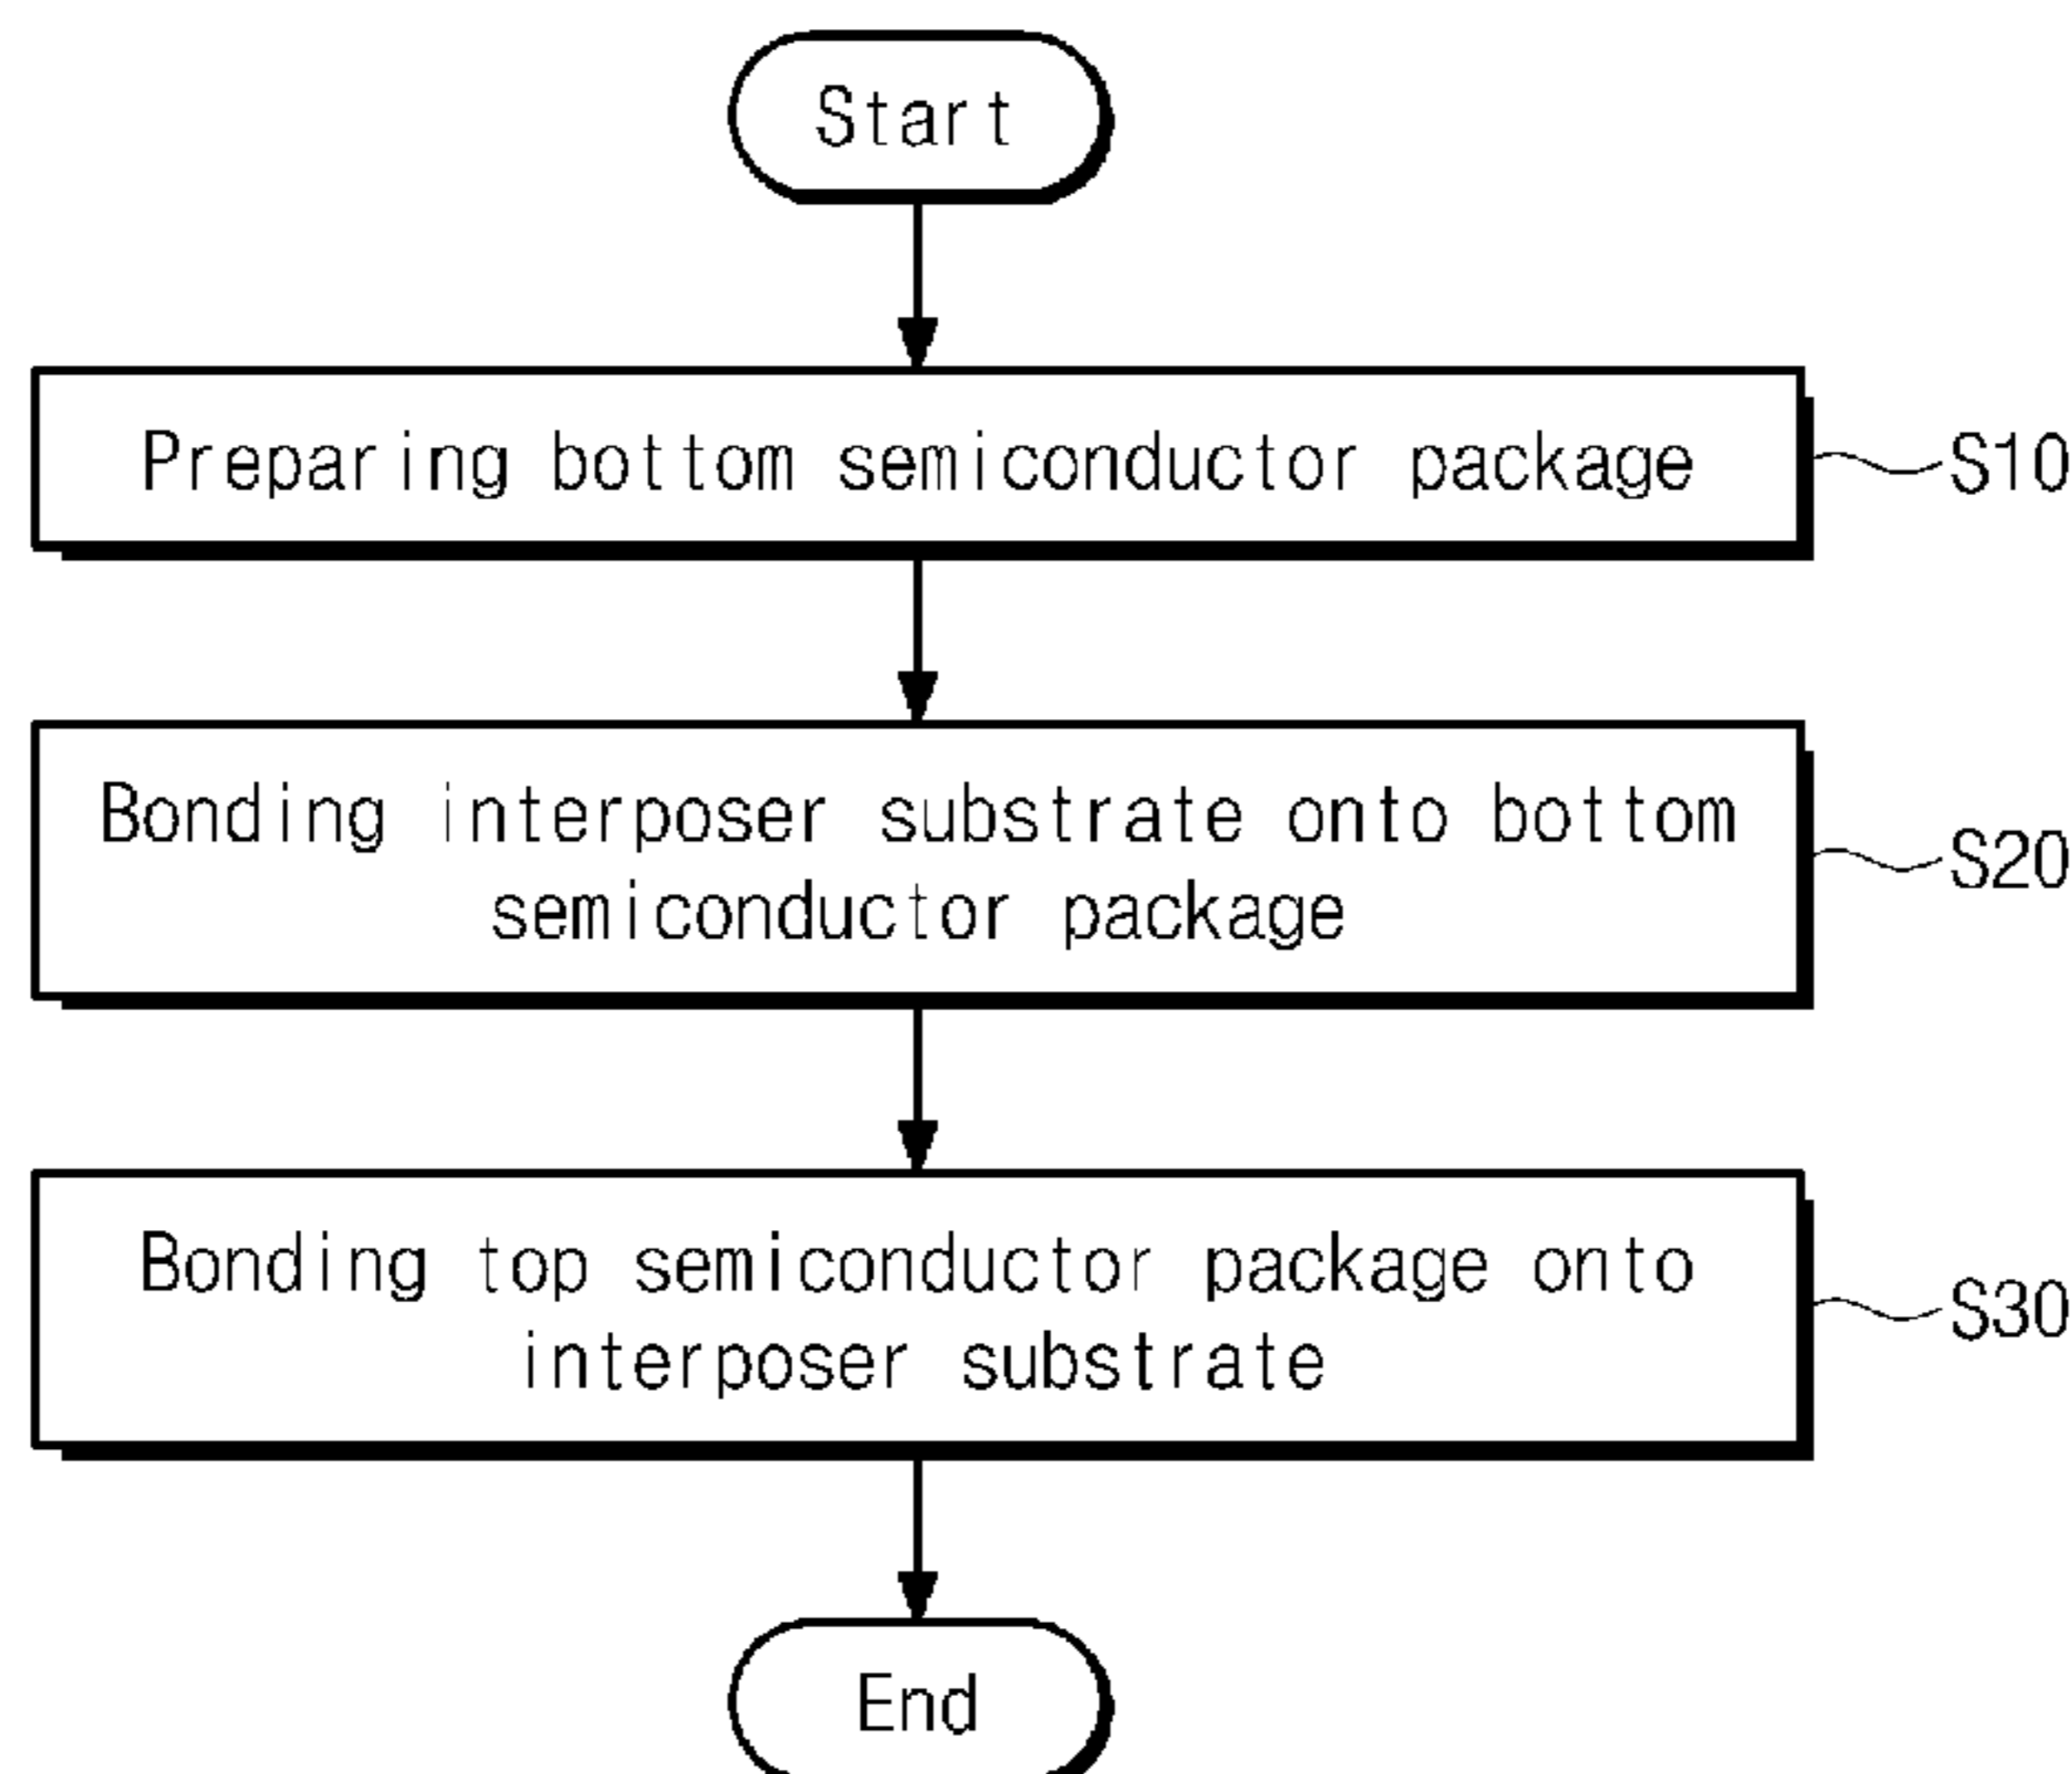 Start
Preparing bottom semiconductor package
S10
Bonding interposer substrate onto bottom
semiconductor package
S20
Bonding top semiconductor package onto
interposer substrate
S30
End